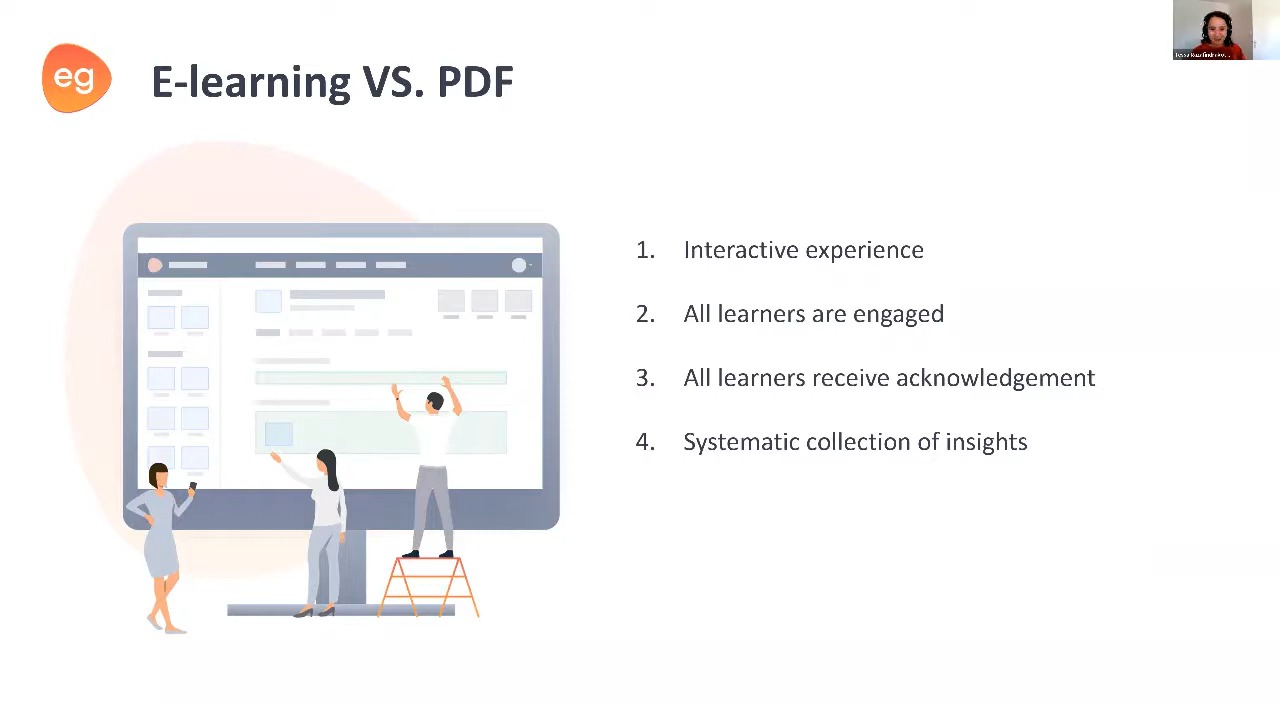 eg
E-learning VS. PDF
1. Interactive experience
2. All learners are engaged
3. All learners receive acknowledgement
4. Systematic collection of insights